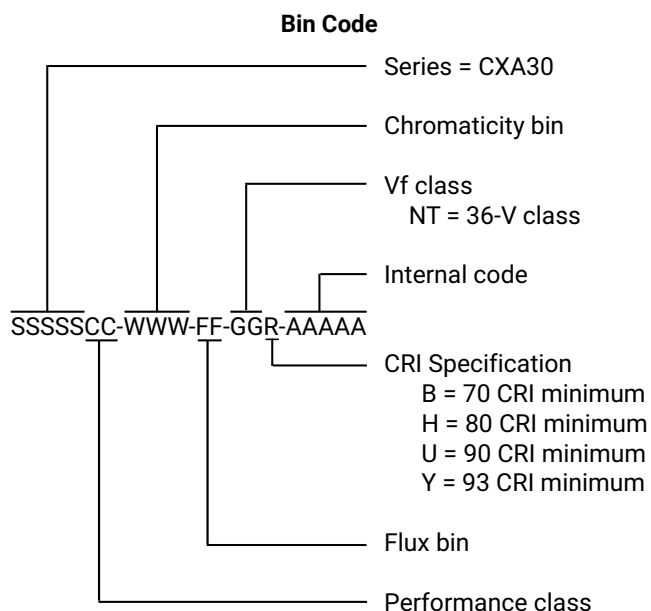 Bin Code
Series = CXA30
Chromaticity bin
Vf class
NT = 36-V class
Internal code
SSSSSCC-WWW-FF-GGR-AAAAA
CRI Specification
B = 70 CRI minimum
H = 80 CRI minimum
U = 90 CRI minimum
Y = 93 CRI minimum
Flux bin
Performance class